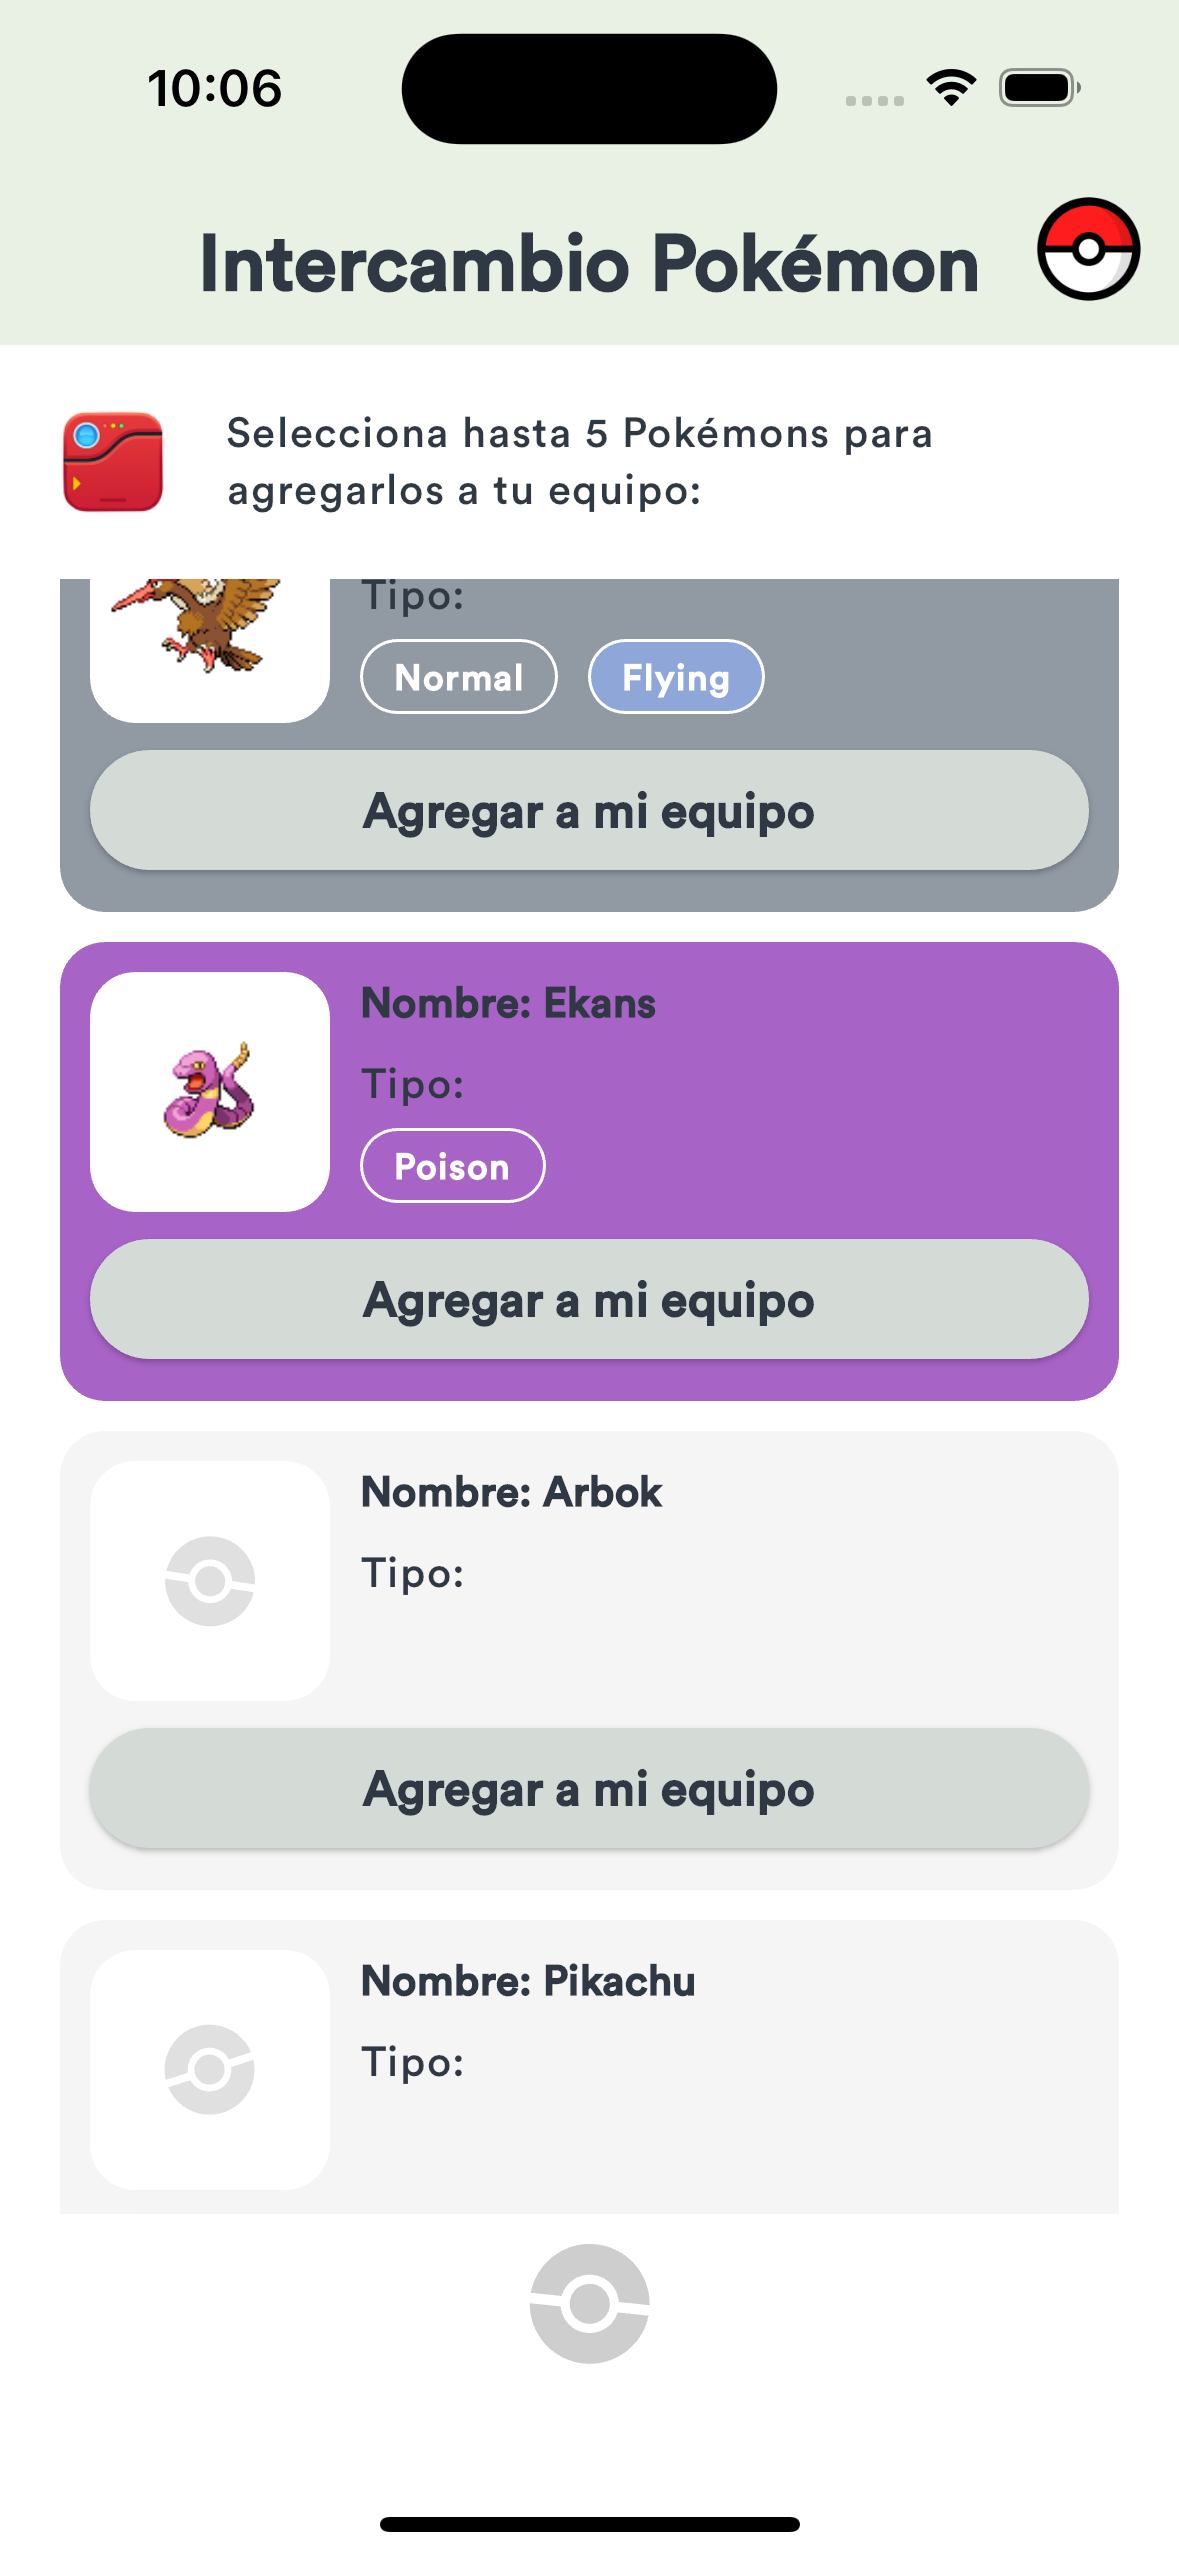 10:06
Intercambio Pokémon
Selecciona hasta 5 Pokémons para
agregarlos a tu equipo:
Tipo:
Normal Flying
Agregar a mi equipo
Nombre: Ekans
Tipo:
Poison
Agregar a mi equipo
Nombre: Arbok
Tipo:
Agregar a mi equipo
Nombre: Pikachu
Tipo: